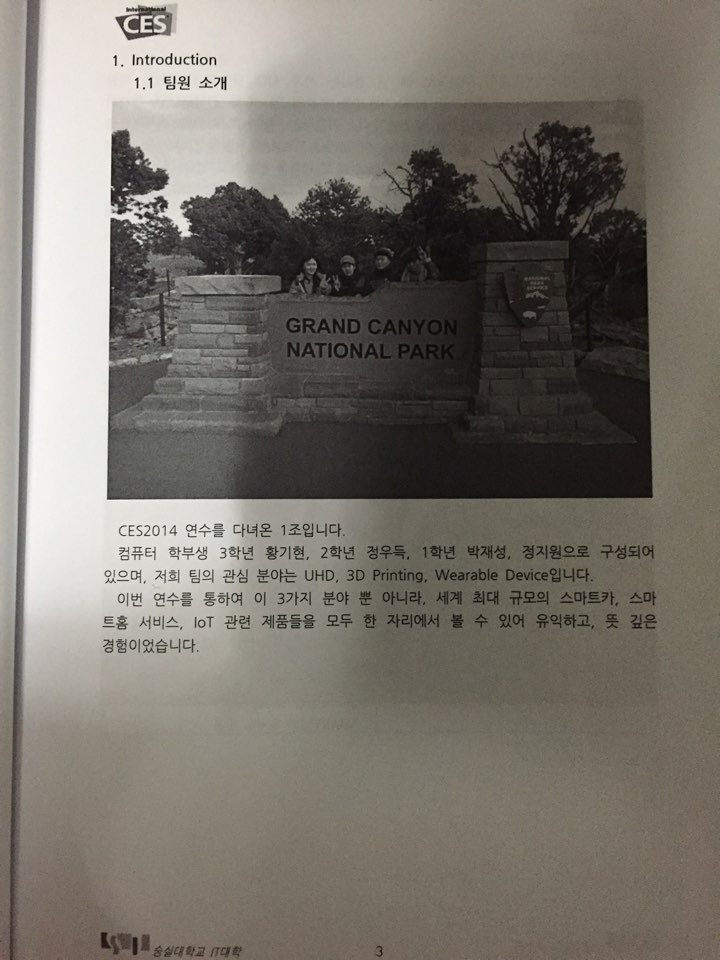 International
CES
1. Introduction
1.1 팀원 소개
GRAND CANYON
NATIONAL PARK
NATIONAL
PARK
SERVICE
CES2014 연수를 다녀온 1조입니다.
컴퓨터 학부생 3학년 황기현, 2학년 정우득, 1학년 박재성, 정지원으로 구성되어
있으며, 저희 팀의 관심 분야는 UHD, 3D Printing, Wearable Device입니다.
이번 연수를 통하여 이 3가지 분야 뿐 아니라, 세계 최대 규모의 스마트카, 스마
트홈 서비스, IoT 관련 제품들을 모두 한 자리에서 볼 수 있어 유익하고, 뜻 깊은
경험이었습니다.
숭실대학교 IT대학
3